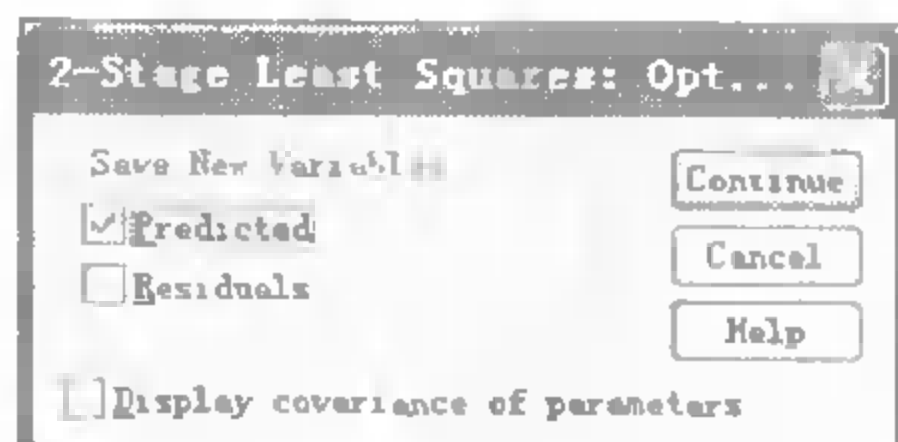 2-Stage Least Squares: Opt...
Save New Variables
Predicted
Residuals
Display covariance of parameters
Continue
Cancel
Help